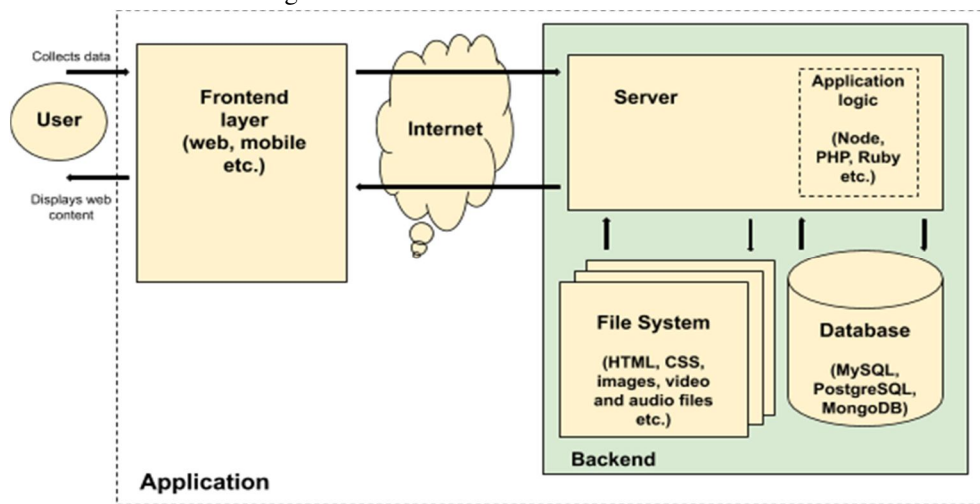 Collects data
User
Displays web
content
Frontend
layer
(web, mobile
etc.)
Internet
Server
Application
logic
(Node,
PHP, Ruby
etc.)
File System
(HTML, CSS,
images, video
and audio files
etc.)
Database
(MySQL,
PostgreSQL,
MongoDB)
Backend
Application